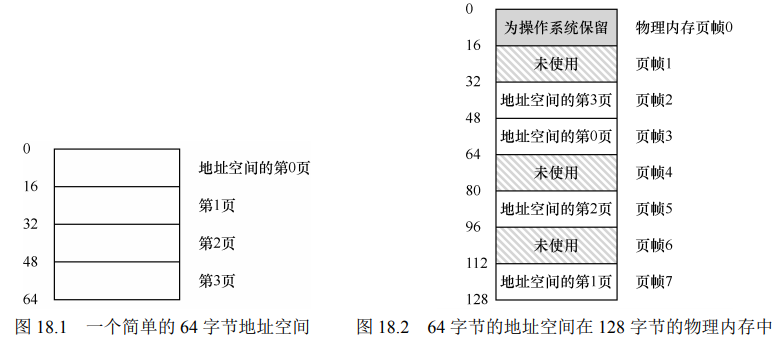 0
地址空间的第0页
16
第1页
32
第2页
48
第3页
64
图 18.1 一个简单的 64 字节地址空间
0
为操作系统保留 物理内存页帧0
16
未使用 页帧1
32
地址空间的第3页 页帧2
48
地址空间的第0页 页帧3
64
未使用 页帧4
80
地址空间的第2页 页帧5
96
未使用 页帧6
112
地址空间的第1页 页帧7
128
图 18.2 64 字节的地址空间在 128 字节的物理内存中